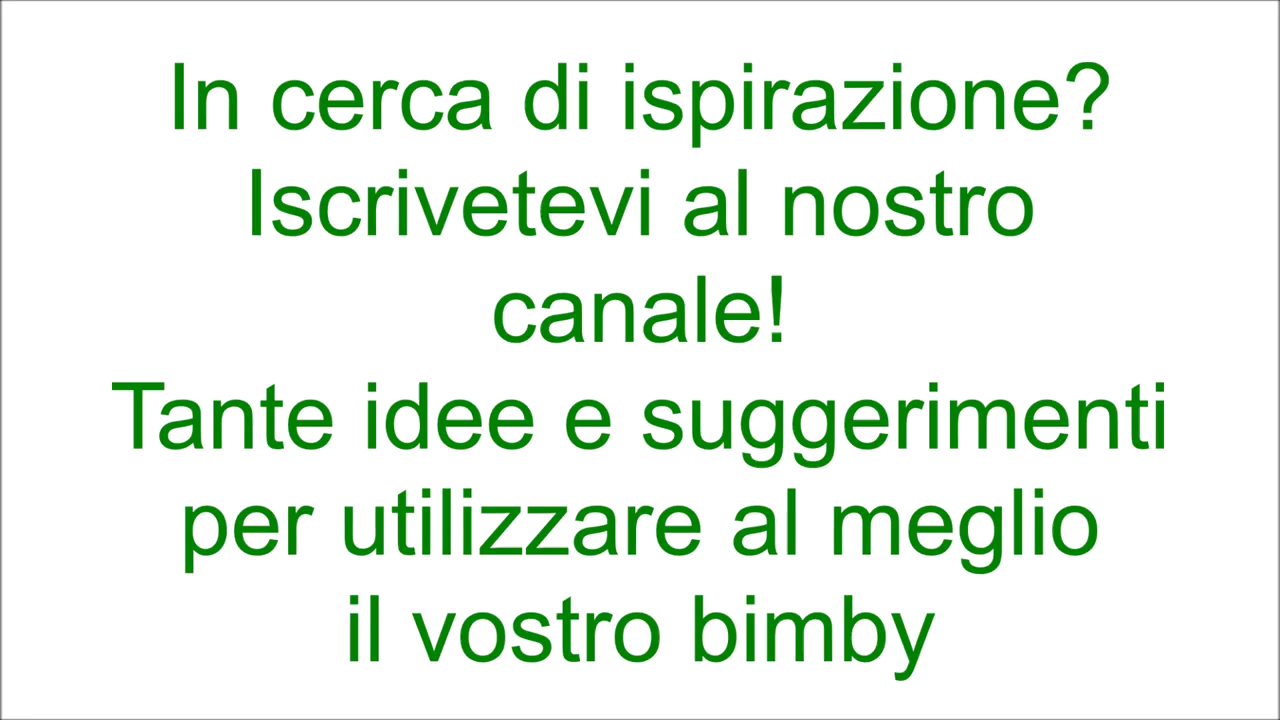 In cerca di ispirazione?
Iscrivetevi al nostro
canale!
Tante idee e suggerimenti
per utilizzare al meglio
il vostro bimby